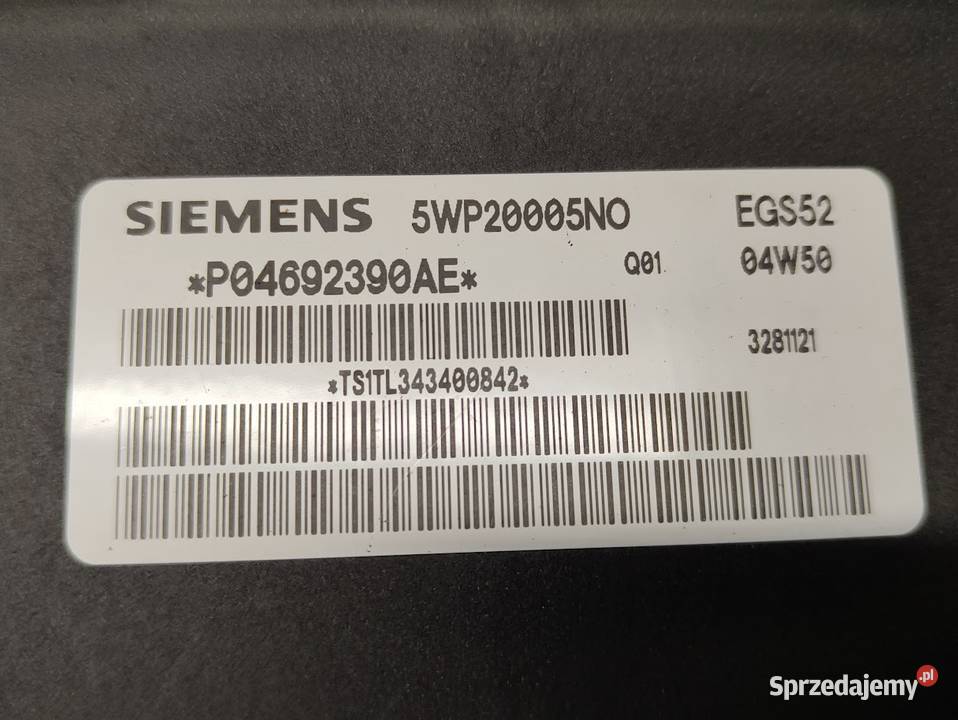 SIEMENS 5WP20005NO EGS52
*P04692390AE* Q01 04W50
3281121
*TS1TL343400842*
Sprzedajemy.pl